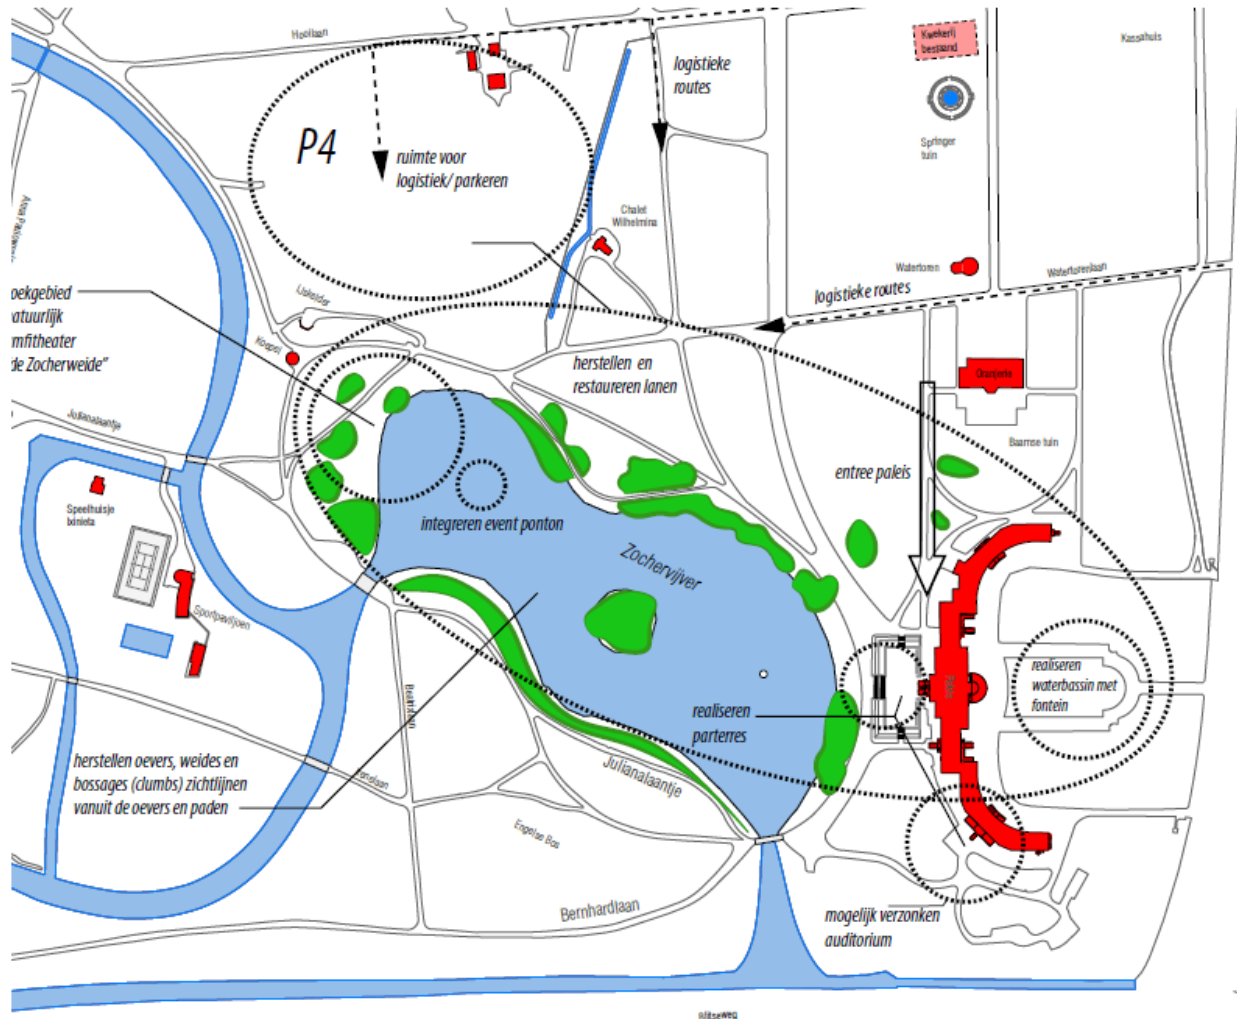 Hoollaan
Kwekerij
bestaand
Kassahuis
logistieke
routes
P4
ruimte voor
logistiek/ parkeren
Springer
tuin
Chalet
Wilhelmina
Watertoren
Watertorenlaan
logistieke routes
IJskelder
oekgebied
natuurlijk
mfitheater
de Zocherweide"
Koepel
herstellen en
restaureren lanen
Oranjerie
Julianalaantje
Baarnse tuin
entree paleis
Speelhuisje
integreren event ponton
Zochervijver
Sportpaviljoen
realiseren
waterbassin met
fontein
Paleis
realiseren
parterres
herstellen oevers, weides en
bossages (clumbs) zichtlijnen
vanuit de oevers en paden
Julianalaantje
Engelse Bos
Bernhardlaan
mogelijk verzonken
auditorium